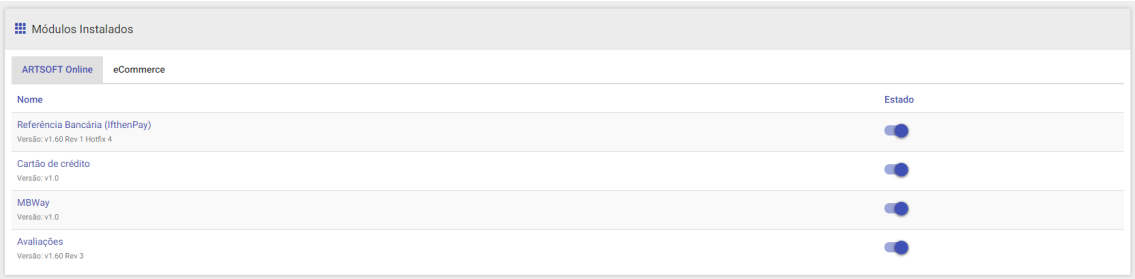 Módulos Instalados
ARTSOFT Online eCommerce
Nome Estado
Referência Bancária (IfthenPay)
Versão: v1.60 Rev 1 Hotfix 4
Cartão de crédito
Versão: v1.0
MBWay
Versão: v1.0
Avaliações
Versão: v1.60 Rev 3